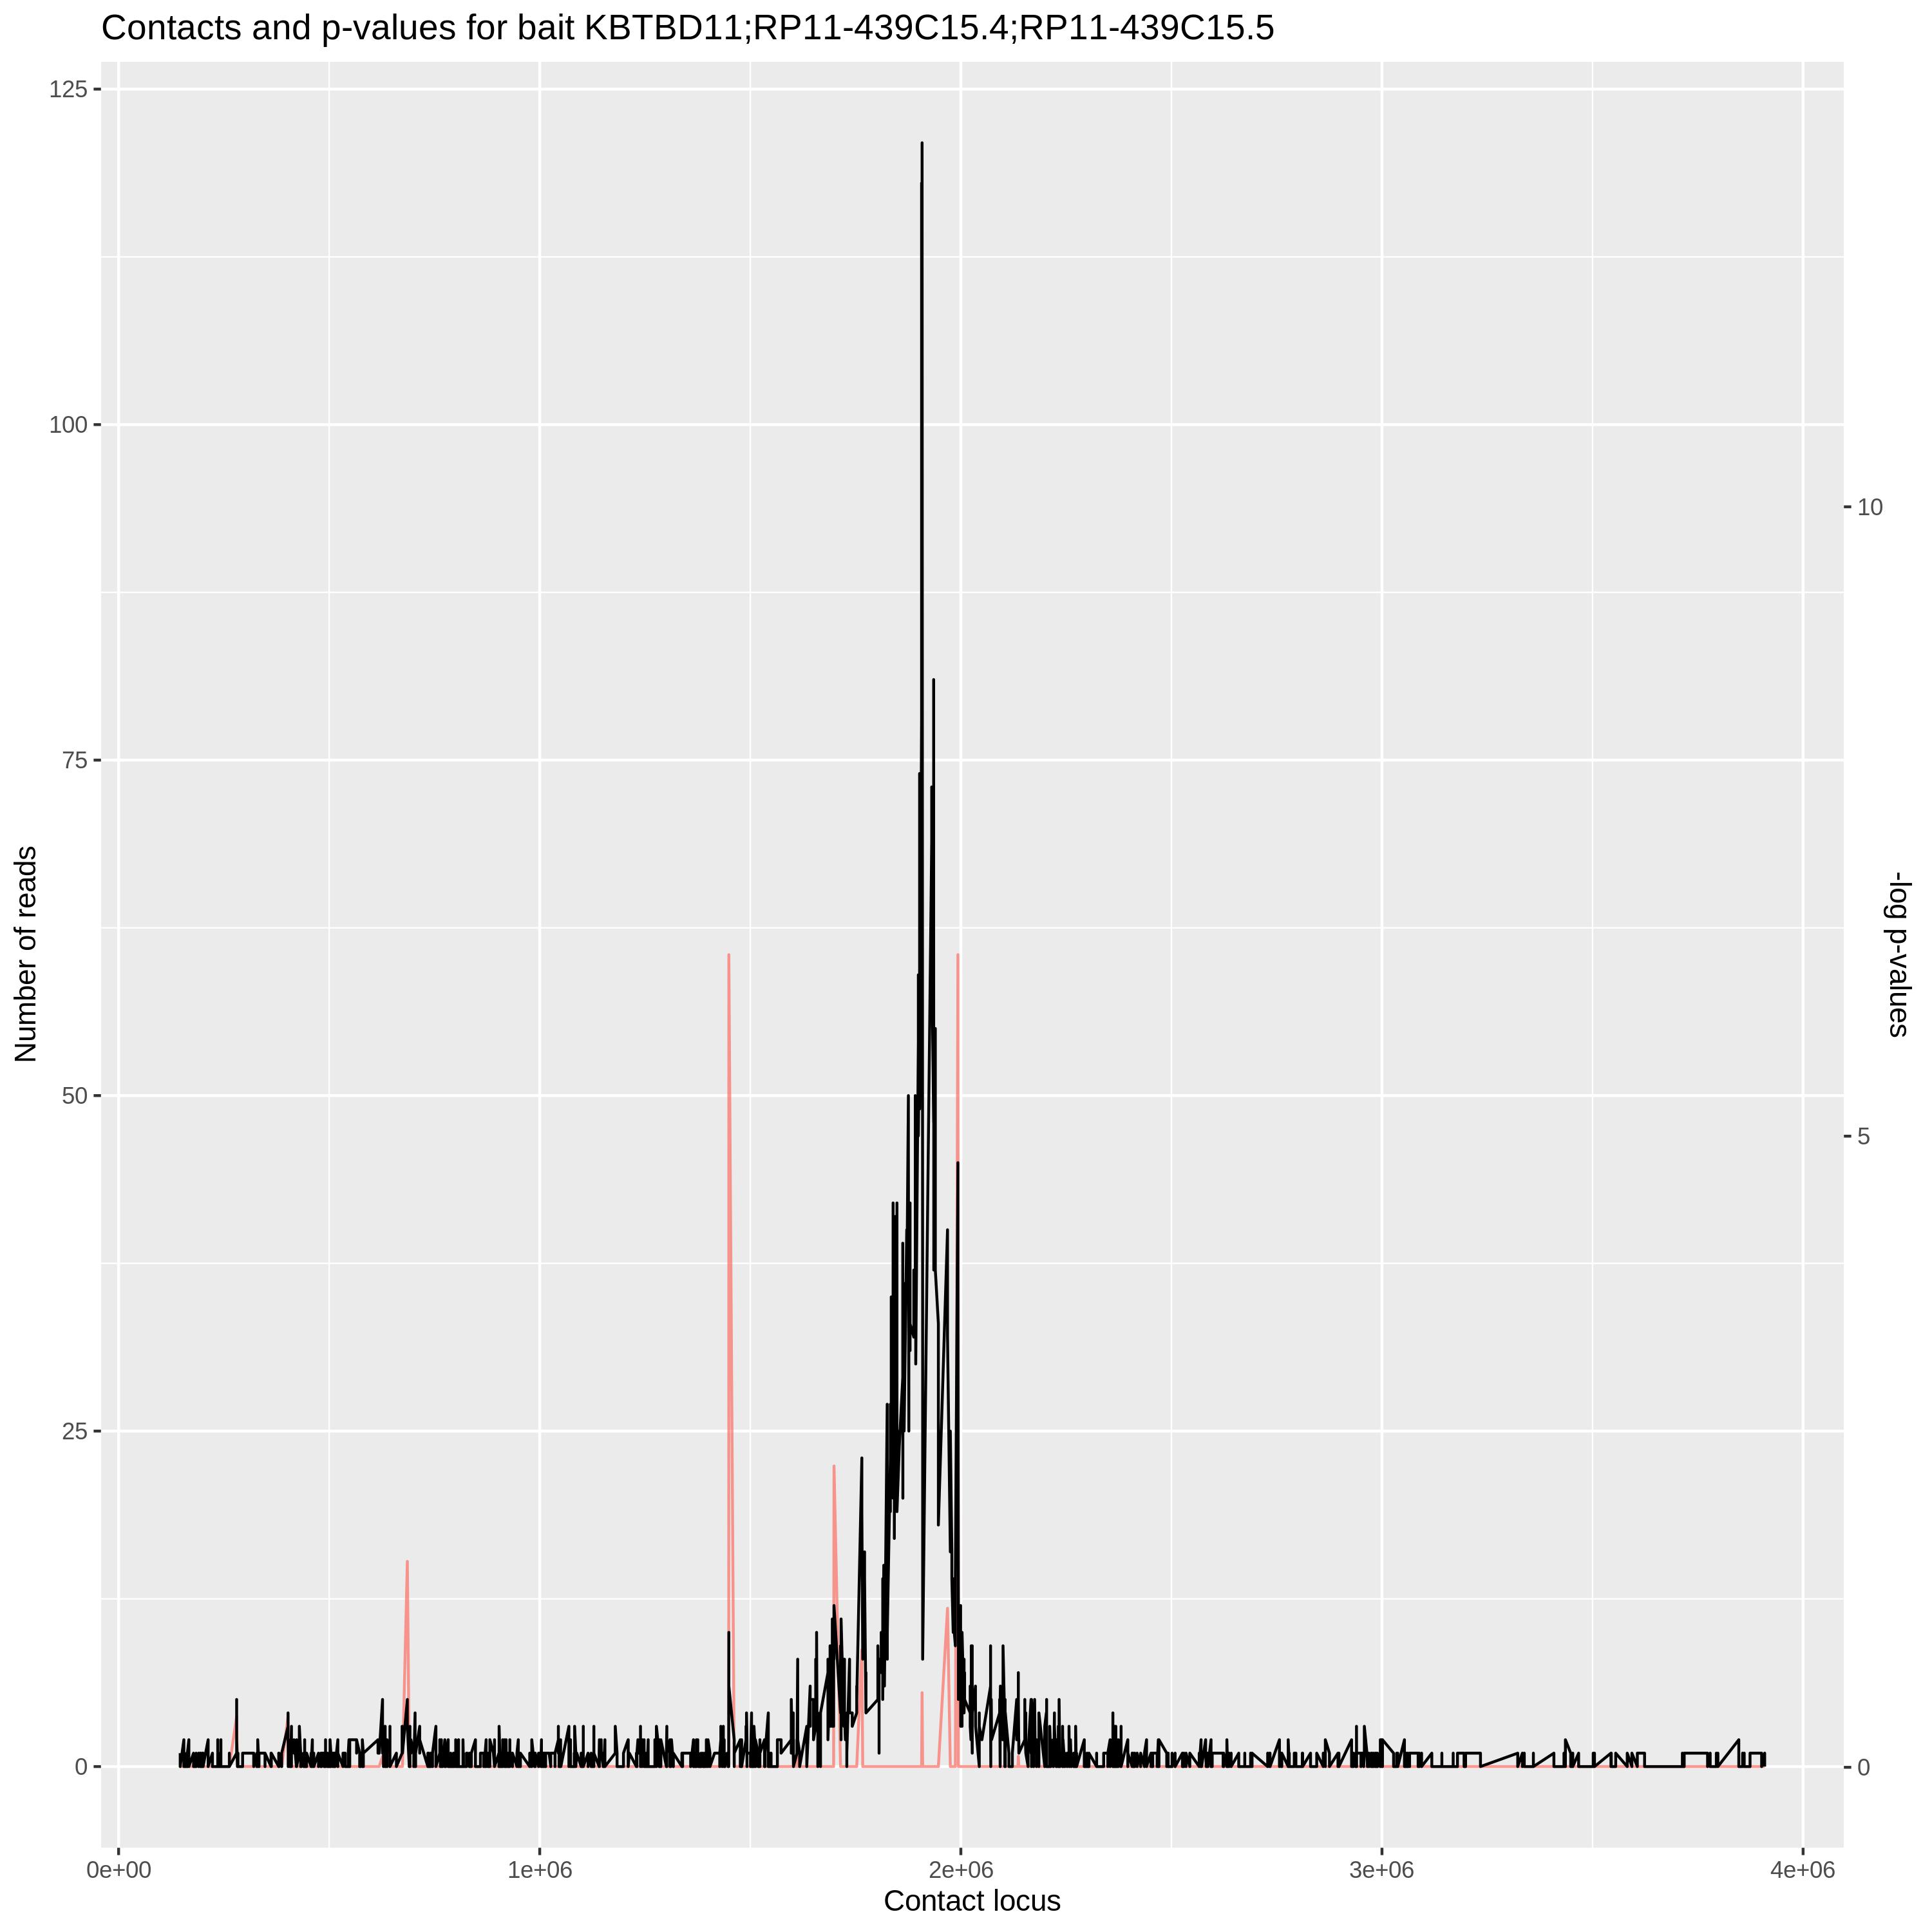 Contacts and p-values for bait KBTBD11;RP11-439C15.4;RP11-439C15.5
125
100
75
50
25
0
Number of reads
10
5
0
-log p-values
0e+00 1e+06 2e+06 3e+06 4e+06
Contact locus